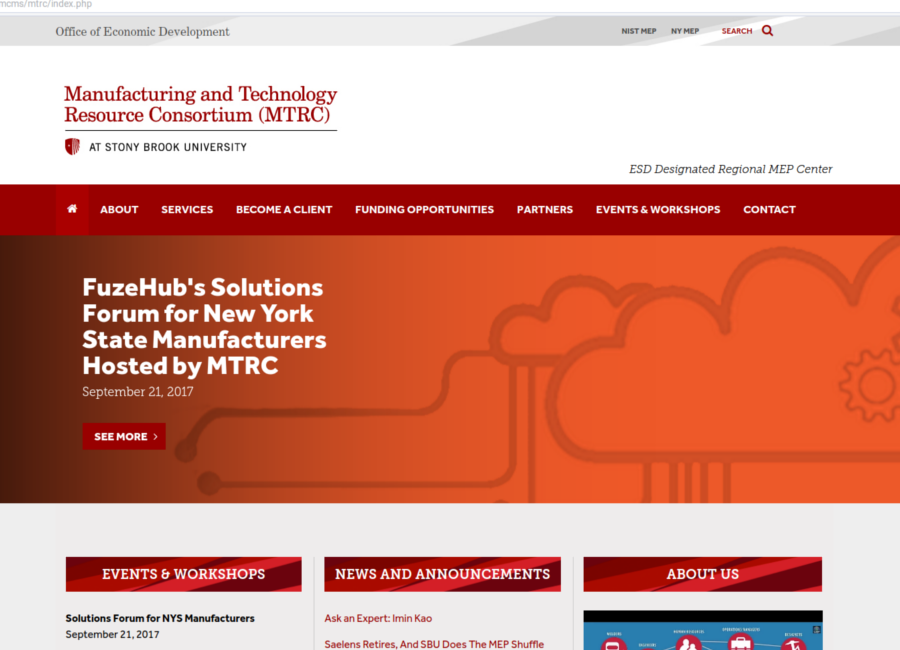 mcms/mtrc/index.php
Office of Economic Development
NIST MEP NY MEP SEARCH
Manufacturing and Technology
Resource Consortium (MTRC)
AT STONY BROOK UNIVERSITY
ESD Designated Regional MEP Center
ABOUT SERVICES BECOME A CLIENT FUNDING OPPORTUNITIES PARTNERS EVENTS & WORKSHOPS CONTACT
FuzeHub's Solutions
Forum for New York
State Manufacturers
Hosted by MTRC
September 21, 2017
SEE MORE >
EVENTS & WORKSHOPS
Solutions Forum for NYS Manufacturers
September 21, 2017
NEWS AND ANNOUNCEMENTS
Ask an Expert: Imin Kao
Saelens Retires, And SBU Does The MEP Shuffle
ABOUT US